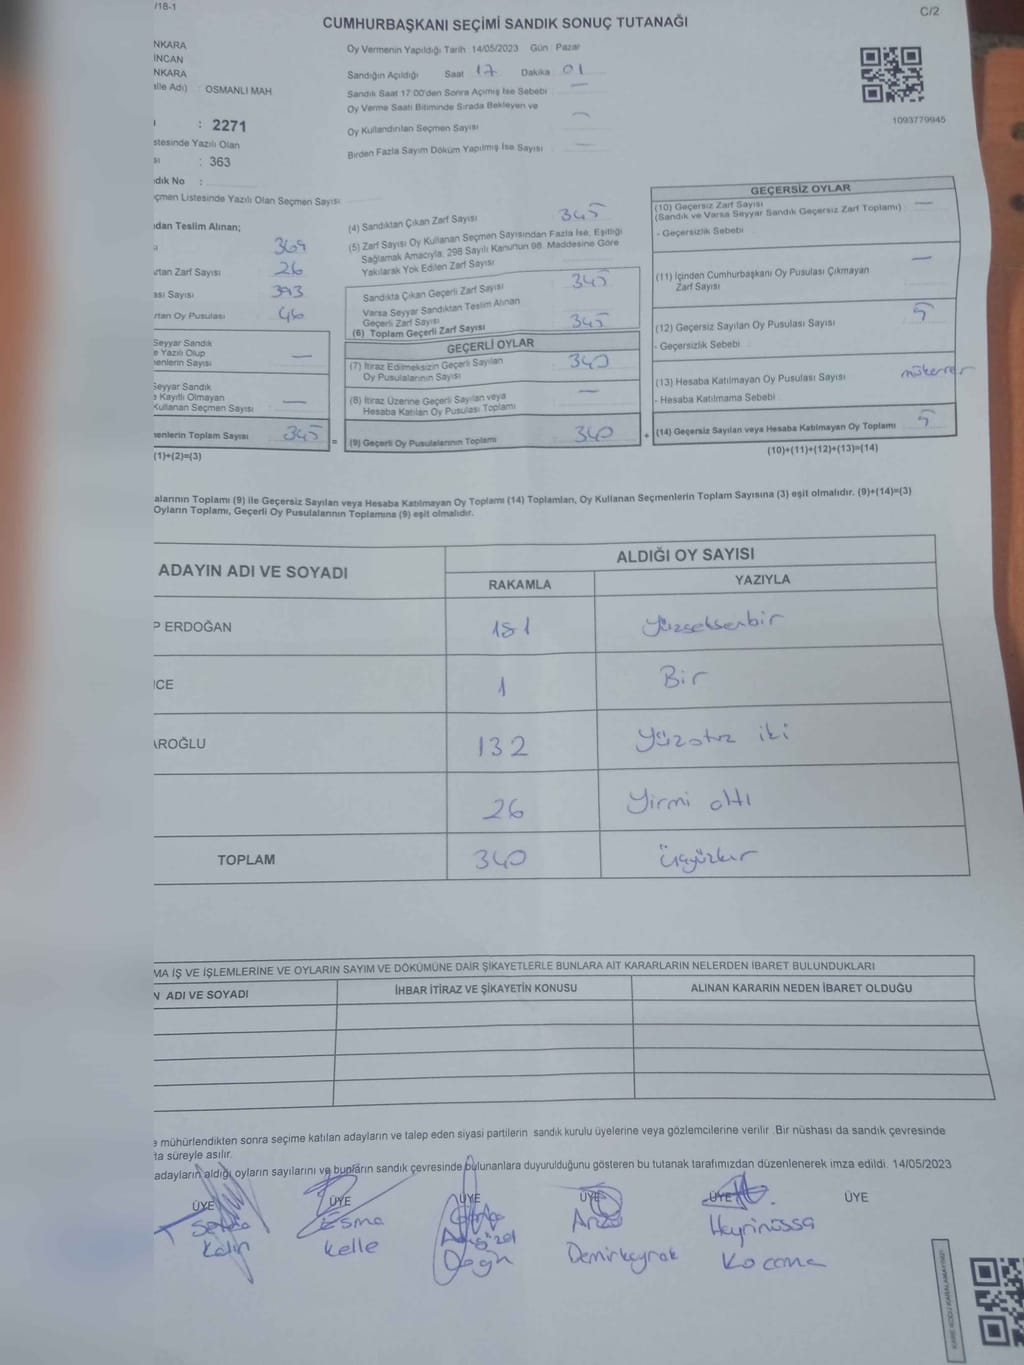 /18-1
C/2
CUMHURBAŞKANI SEÇİMİ SANDIK SONUÇ TUTANAĞI
NKARA
INCAN
NKARA
alle Adı) : OSMANLI MAH.
: 2271
stesinde Yazılı Olan
sı : 363
dık No :
çmen Listesinde Yazılı Olan Seçmen Sayısı
Oy Vermenin Yapıldığı Tarih 14/05/2023 Gün Pazar
Sandığın Açıldığı Saat 17 Dakika 01
Sandık Saat 17:00'den Sonra Açılmış İse Sebebi —
Oy Verme Saati Bitiminde Sırada Bekleyen ve
Oy Kullandırılan Seçmen Sayısı —
Birden Fazla Sayım Döküm Yapılmış İse Sayısı —
1093779945
dan Teslim Alınan;
ı 369
rtan Zarf Sayısı 26
ası Sayısı 393
rtan Oy Pusulası
Seyyar Sandık
e Yazılı Olup
nenlerin Sayısı —
Seyyar Sandık
e Kayıtlı Olmayan
Kullanan Seçmen Sayısı —
nenlerin Toplam Sayısı 345 =
(1)+(2)=(3)
(4) Sandıktan Çıkan Zarf Sayısı 345
(5) Zarf Sayısı Oy Kullanan Seçmen Sayısından Fazla İse, Eşitliği
Sağlamak Amacıyla, 298 Sayılı Kanunun 98. Maddesine Göre
Yakılarak Yok Edilen Zarf Sayısı
Sandıkta Çıkan Geçerli Zarf Sayısı 345
Varsa Seyyar Sandıktan Teslim Alınan
Geçerli Zarf Sayısı
(6) Toplam Geçerli Zarf Sayısı 345
GEÇERLİ OYLAR
(7) İtiraz Edilmeksizin Geçerli Sayılan
Oy Pusulalarının Sayısı 340
(8) İtiraz Üzerine Geçerli Sayılan veya
Hesaba Katılan Oy Pusulası Toplamı —
(9) Geçerli Oy Pusulalarının Toplamı 340 +
GEÇERSİZ OYLAR
(10) Geçersiz Zarf Sayısı
(Sandık ve Varsa Seyyar Sandık Geçersiz Zarf Toplamı) —
- Geçersizlik Sebebi
(11) İçinden Cumhurbaşkanı Oy Pusulası Çıkmayan
Zarf Sayısı —
(12) Geçersiz Sayılan Oy Pusulası Sayısı 5
- Geçersizlik Sebebi
(13) Hesaba Katılmayan Oy Pusulası Sayısı mükerrer
- Hesaba Katılmama Sebebi
(14) Geçersiz Sayılan veya Hesaba Katılmayan Oy Toplamı 5
(10)+(11)+(12)+(13)=(14)
alarının Toplamı (9) ile Geçersiz Sayılan veya Hesaba Katılmayan Oy Toplamı (14) Toplamları, Oy Kullanan Seçmenlerin Toplam Sayısına (3) eşit olmalıdır. (9)+(14)=(3)
Oyların Toplamı, Geçerli Oy Pusulalarının Toplamına (9) eşit olmalıdır.
ADAYIN ADI VE SOYADI
ALDIĞI OY SAYISI
RAKAMLA YAZIYLA
P ERDOĞAN 181 Yüzseksenbir
NCE 1 Bir
AROĞLU 132 Yüzotuz iki
26 Yirmi altı
TOPLAM 340 Üçyüzkır
MA İŞ VE İŞLEMLERİNE VE OYLARIN SAYIM VE DÖKÜMÜNE DAİR ŞİKAYETLERLE BUNLARA AİT KARARLARIN NELERDEN İBARET BULUNDUKLARI
N ADI VE SOYADI İHBAR İTİRAZ VE ŞİKAYETİN KONUSU ALINAN KARARIN NEDEN İBARET OLDUĞU
e mühürlendikten sonra seçime katılan adayların ve talep eden siyasi partilerin sandık kurulu üyelerine veya gözlemcilerine verilir. Bir nüshası da sandık çevresinde
ta süreyle asılır.
adayların aldığı oyların sayılarını ve bunların sandık çevresinde bulunanlara duyurulduğunu gösteren bu tutanak tarafımızdan düzenlenerek imza edildi. 14/05/2023
ÜYE ÜYE ÜYE ÜYE ÜYE ÜYE
Esma Arzu Hayrinüssa
Kalın Kelle Doğn Demirkayrak Kocama